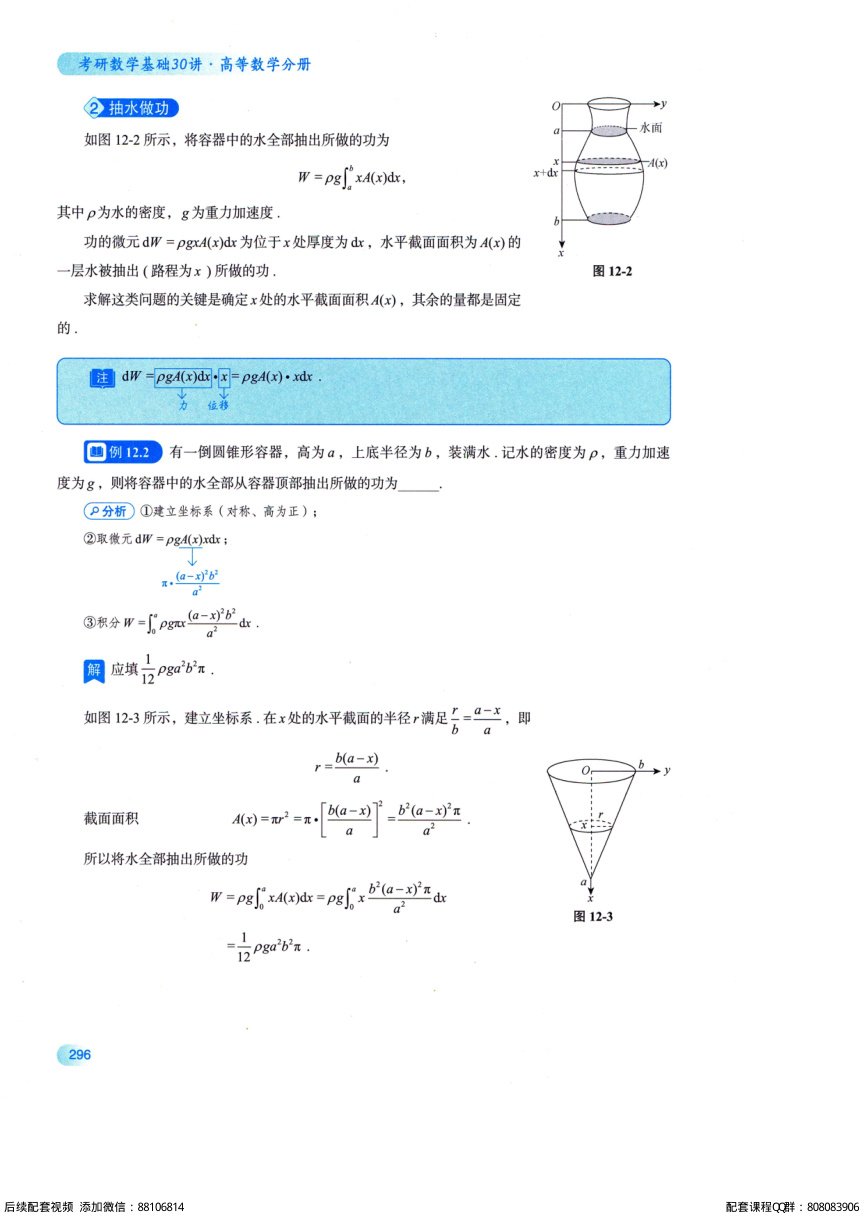 考研数学基础30讲·高等数学分册
2 抽水做功
如图 12-2 所示，将容器中的水全部抽出所做的功为
W = ρg∫ₐᵇ xA(x)dx,
其中ρ为水的密度，g为重力加速度．
功的微元 dW = ρgxA(x)dx 为位于 x 处厚度为 dx，水平截面面积为 A(x) 的
一层水被抽出（路程为 x）所做的功．
求解这类问题的关键是确定 x 处的水平截面面积 A(x)，其余的量都是固定
的．
O
y
a
水面
x
A(x)
x+dx
b
x
图 12-2
注 dW = ρgA(x)dx • x = ρgA(x) • xdx．
力 位移
例 12.2 有一倒圆锥形容器，高为 a，上底半径为 b，装满水．记水的密度为 ρ，重力加速
度为 g，则将容器中的水全部从容器顶部抽出所做的功为______．
分析 ①建立坐标系（对称、高为正）；
②取微元 dW = ρgA(x)xdx；
π • (a−x)²b²/a²
③积分 W = ∫₀ᵃ ρgπx (a−x)²b²/a² dx．
解 应填 1/12 ρga²b²π．
如图 12-3 所示，建立坐标系．在 x 处的水平截面的半径 r 满足 r/b = (a−x)/a，即
r = b(a−x)/a．
截面面积 A(x) = πr² = π • [b(a−x)/a]² = b²(a−x)²π/a²．
所以将水全部抽出所做的功
W = ρg∫₀ᵃ xA(x)dx = ρg∫₀ᵃ x b²(a−x)²π/a² dx
= 1/12 ρga²b²π．
O
b
y
r
x
a
x
图 12-3
296
后续配套视频 添加微信：88106814
配套课程QQ群：808083906